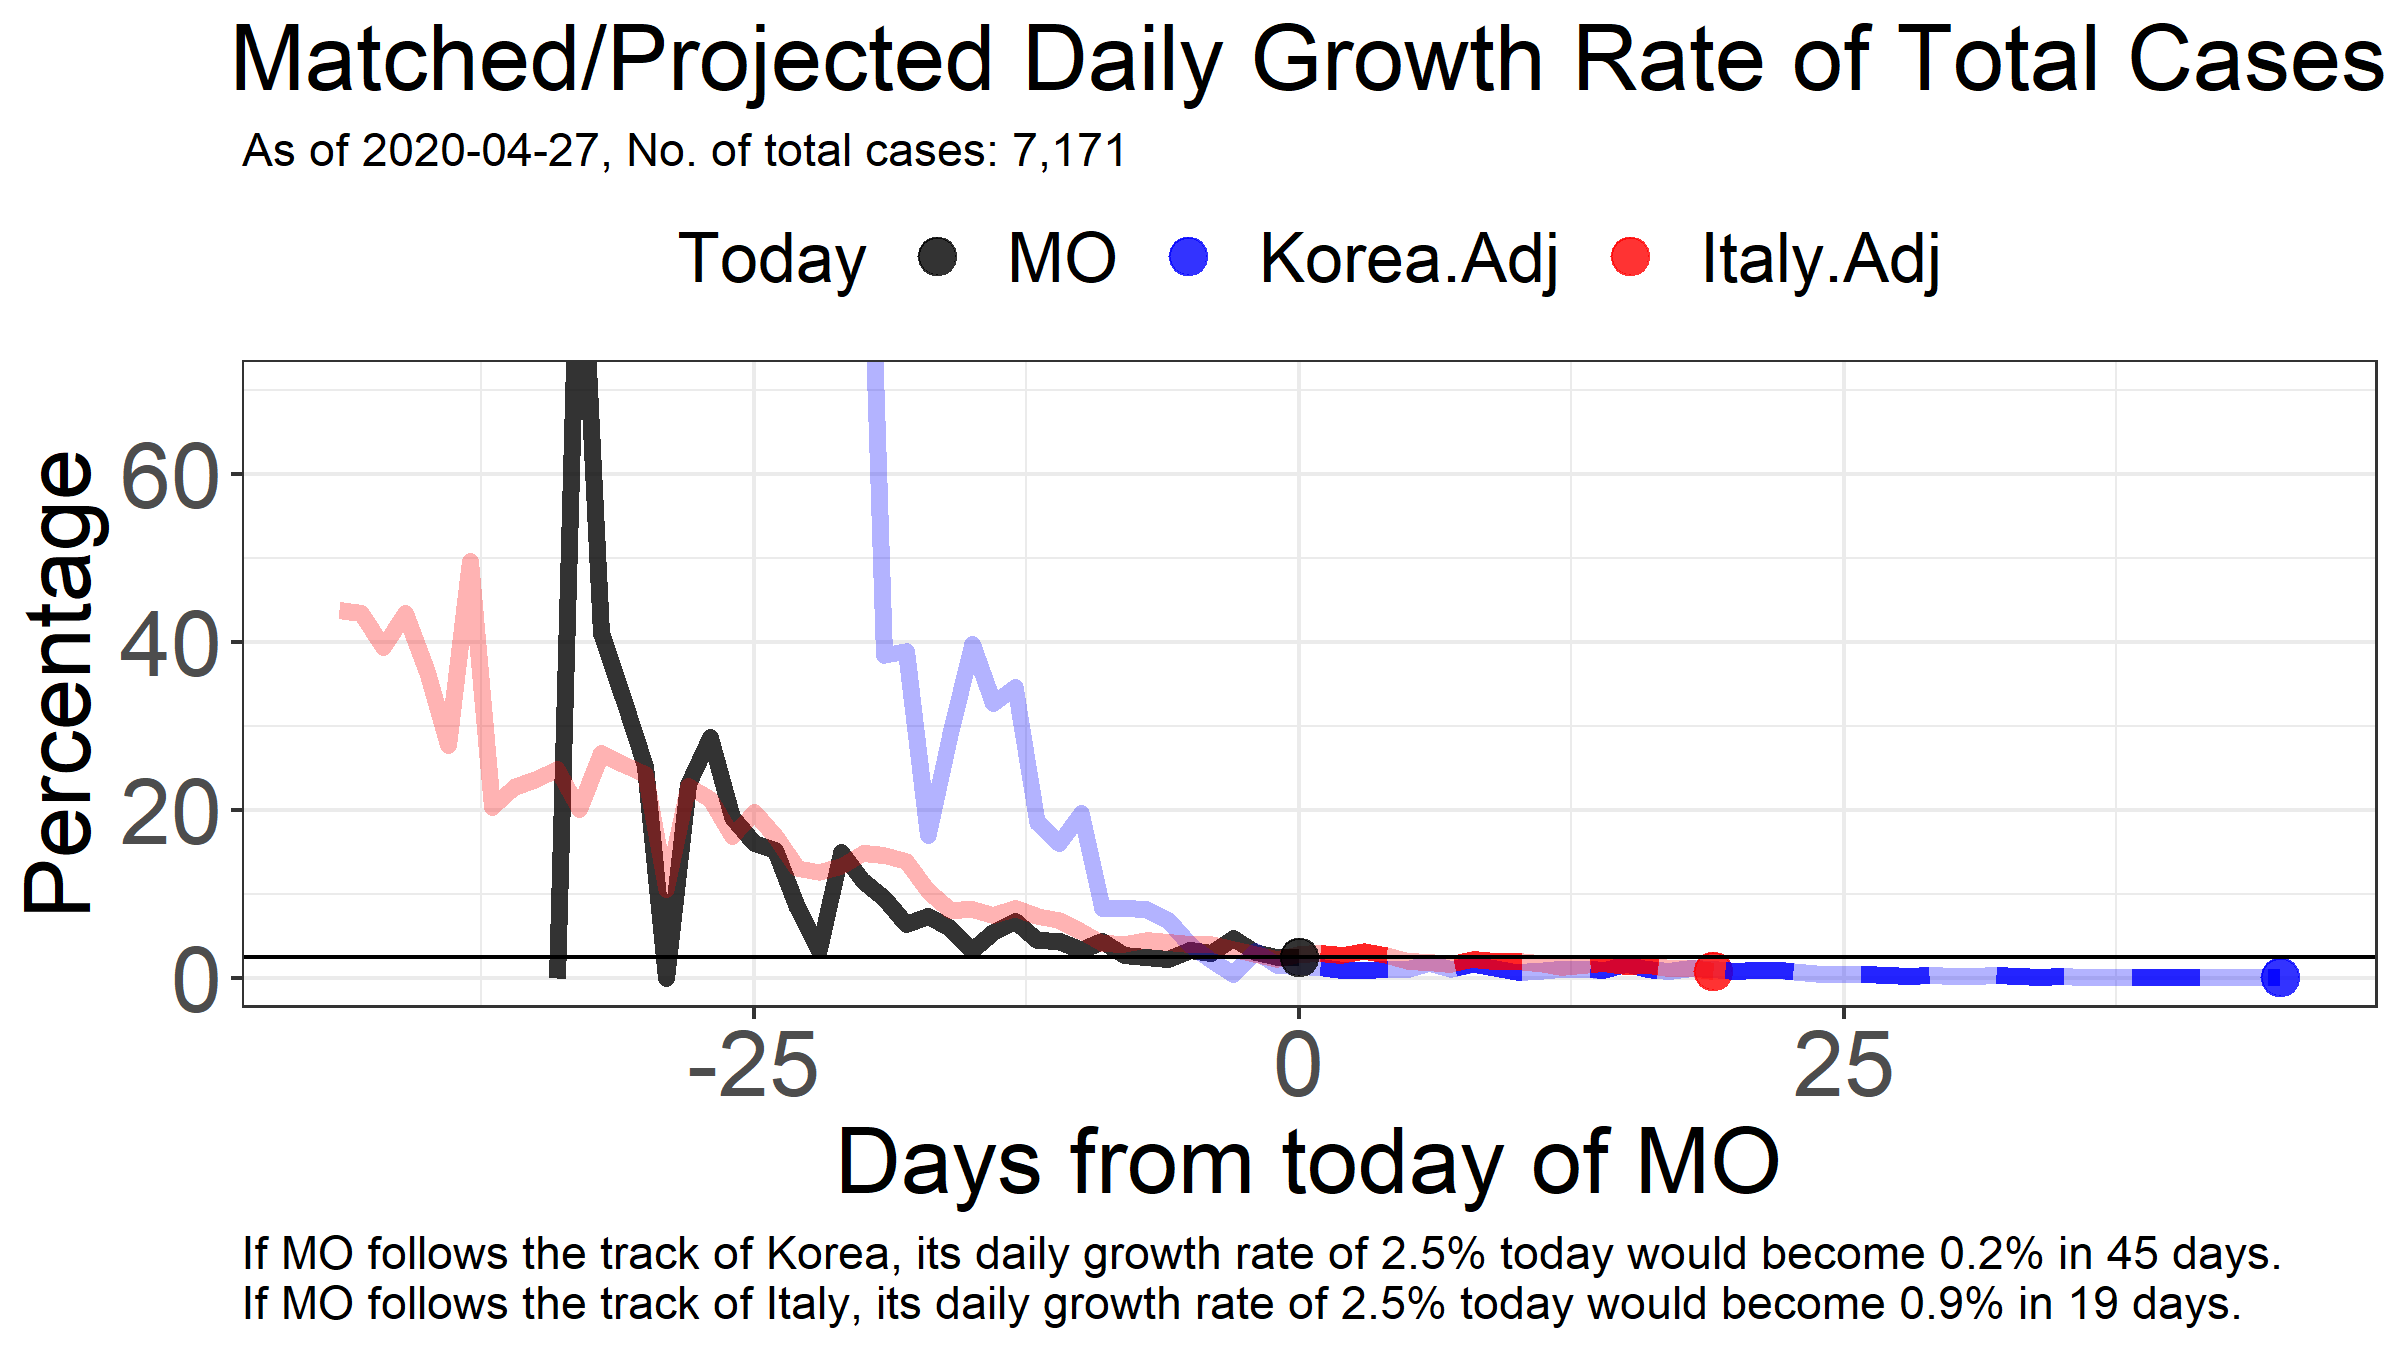 Matched/Projected Daily Growth Rate of Total Cases
As of 2020-04-27, No. of total cases: 7,171
Today MO Korea.Adj Italy.Adj
Percentage
60
40
20
0
-25 0 25
Days from today of MO
If MO follows the track of Korea, its daily growth rate of 2.5% today would become 0.2% in 45 days.
If MO follows the track of Italy, its daily growth rate of 2.5% today would become 0.9% in 19 days.